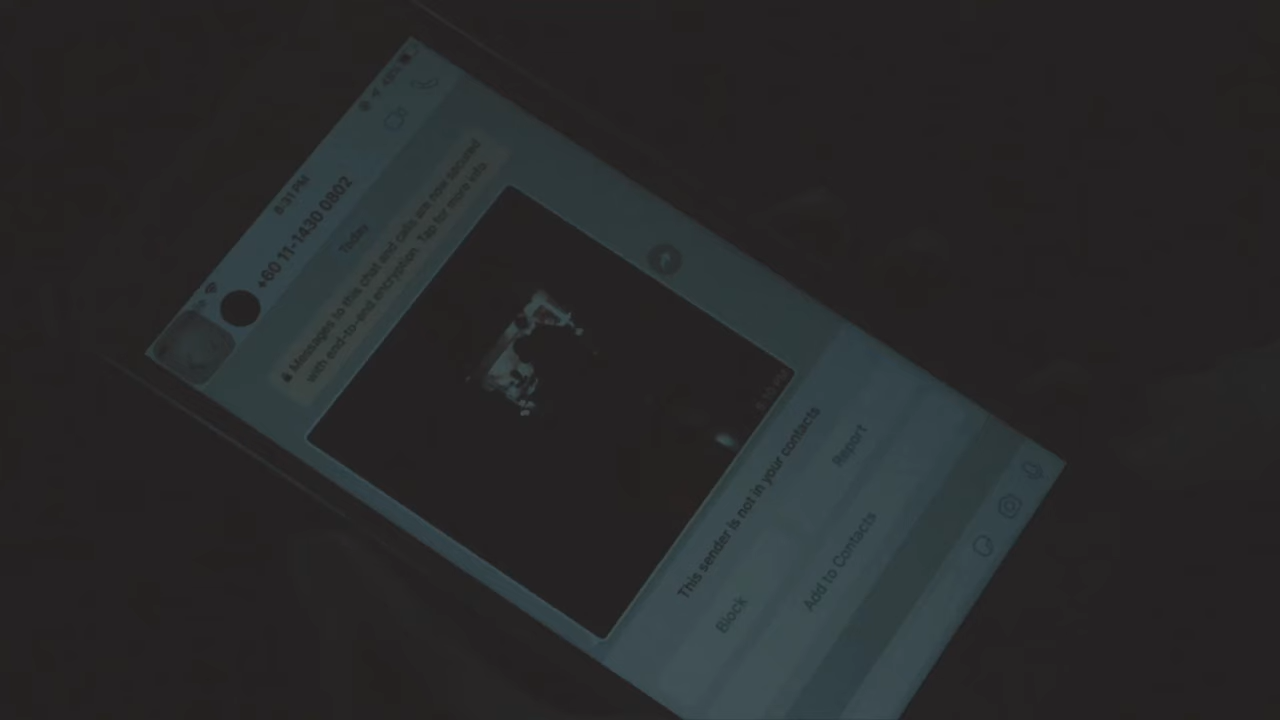 8:31 PM
+60 11-1430 0802
Today
Messages to this chat and calls are now secured
with end-to-end encryption. Tap for more info.
This sender is not in your contacts
Block
Report
Add to Contacts